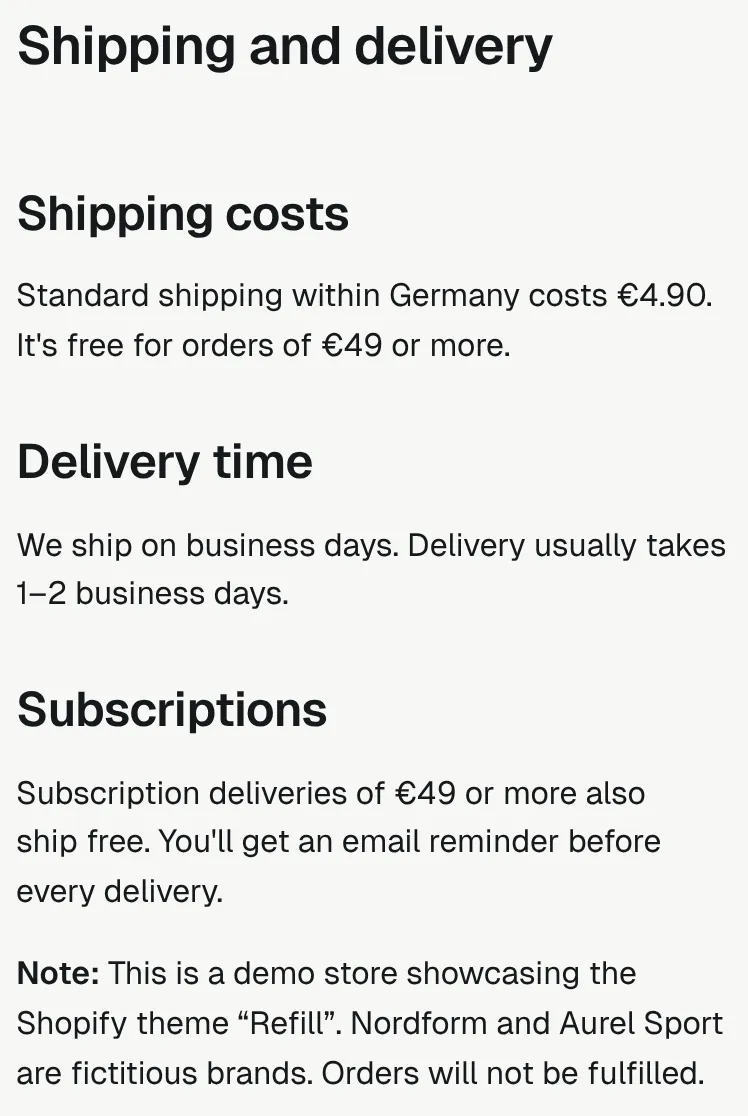 Shipping and delivery
Shipping costs
Standard shipping within Germany costs €4.90.
It's free for orders of €49 or more.
Delivery time
We ship on business days. Delivery usually takes
1–2 business days.
Subscriptions
Subscription deliveries of €49 or more also
ship free. You'll get an email reminder before
every delivery.
Note: This is a demo store showcasing the
Shopify theme “Refill”. Nordform and Aurel Sport
are fictitious brands. Orders will not be fulfilled.